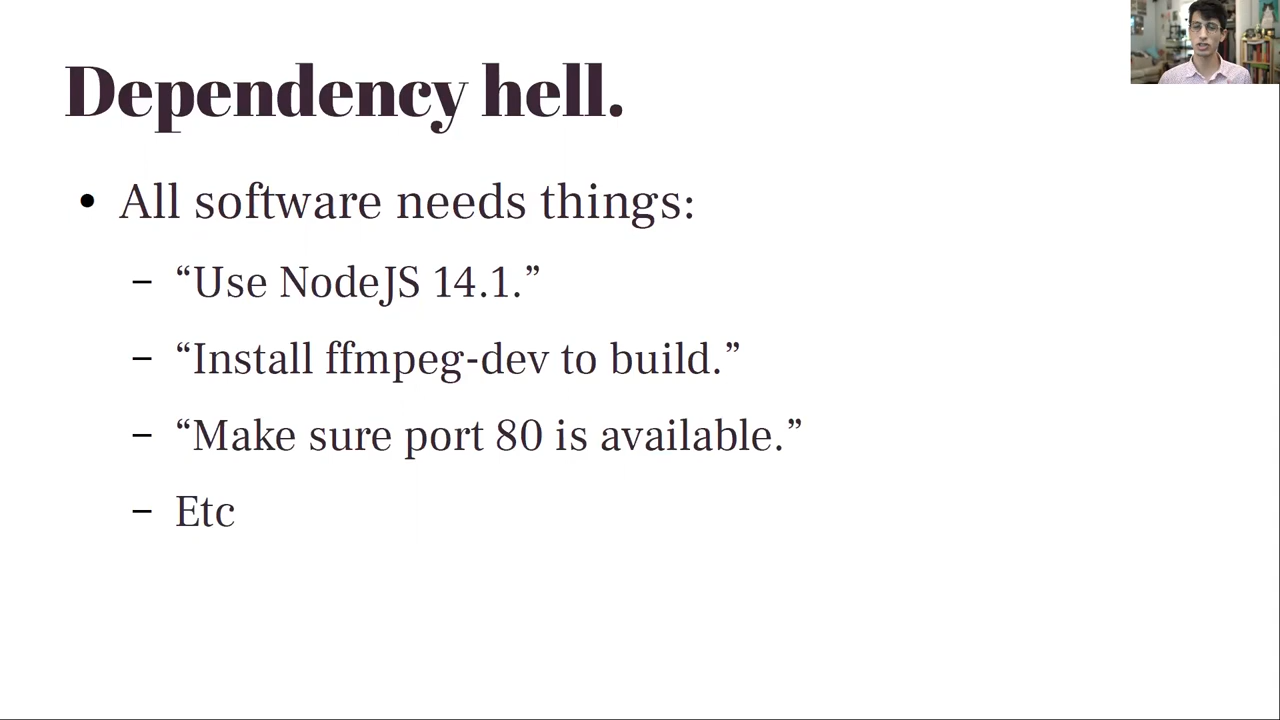 Dependency hell.
• All software needs things:
– “Use NodeJS 14.1.”
– “Install ffmpeg-dev to build.”
– “Make sure port 80 is available.”
– Etc